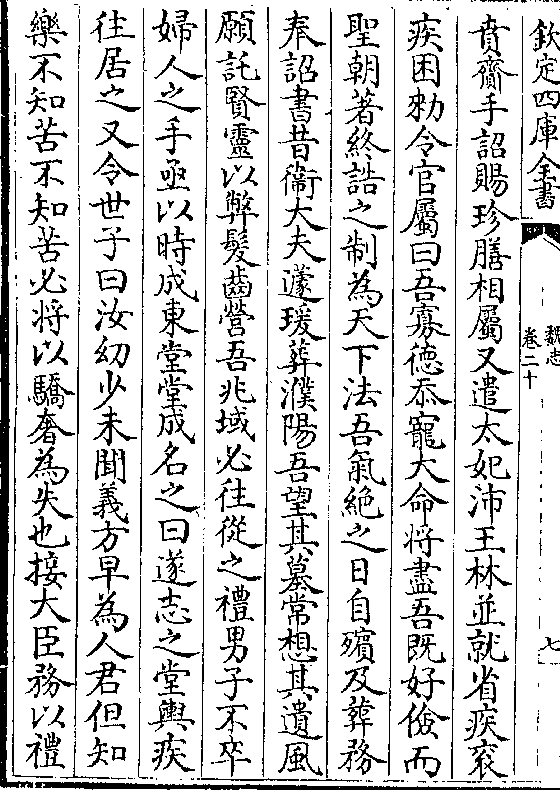 欽定四庫全書
魏志
卷二十
七
賁齎手詔賜珍膳相屬又遣太妃沛王林並就省疾衮
疾困勑令官屬曰吾寡德忝寵大命將盡吾既好儉而
聖朝著終誥之制為天下法吾氣絶之日自殯及葬務
奉詔書昔衞大夫蘧瑗葬濮陽吾望其墓常想其遺風
願託賢靈以弊髮齒營吾兆域必往從之禮男子不卒
婦人之手亟以時成東堂堂成名之曰遂志之堂輿疾
往居之又令世子曰汝幼少未聞義方早為人君但知
樂不知苦不知苦必將以驕奢為失也接大臣務以禮